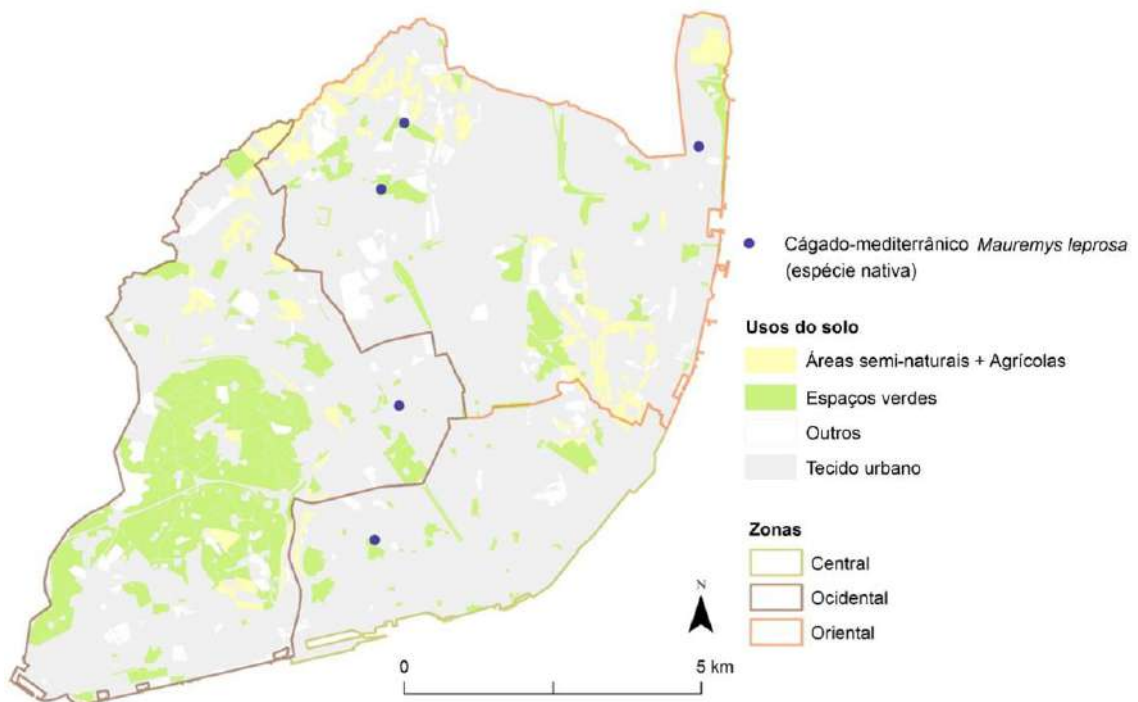 Cágado-mediterrânico Mauremys leprosa
(espécie nativa)
Usos do solo
Áreas semi-naturais + Agrícolas
Espaços verdes
Outros
Tecido urbano
Zonas
Central
Ocidental
Oriental
N
0 5 km